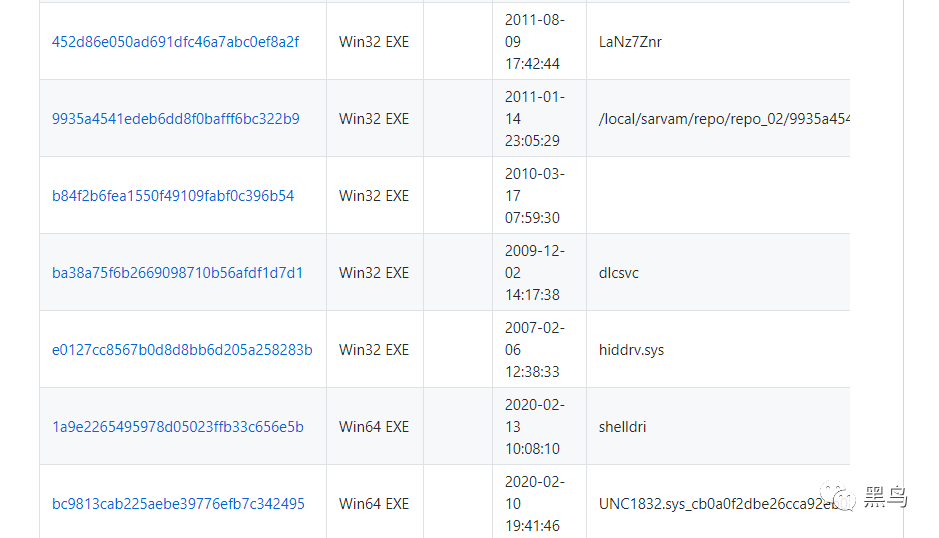 2011-08-
452d86e050ad691dfc46a7abc0ef8a2f Win32 EXE 09 LaNz7Znr
17:42:44
2011-01-
9935a4541edeb6dd8f0bafff6bc322b9 Win32 EXE 14 /local/sarvam/repo/repo_02/9935a454
23:05:29
2010-03-
b84f2b6fea1550f49109fabf0c396b54 Win32 EXE 17
07:59:30
2009-12-
ba38a75f6b2669098710b56afdf1d7d1 Win32 EXE 02 dlcsvc
14:17:38
2007-02-
e0127cc8567b0d8d8bb6d205a258283b Win32 EXE 06 hiddrv.sys
12:38:33
2020-02-
1a9e2265495978d05023ffb33c656e5b Win64 EXE 13 shelldri
10:08:10
2020-02-
bc9813cab225aebe39776efb7c342495 Win64 EXE 10 UNC1832.sys_cb0a0f2dbe26cca92eb
19:41:46
黑鸟